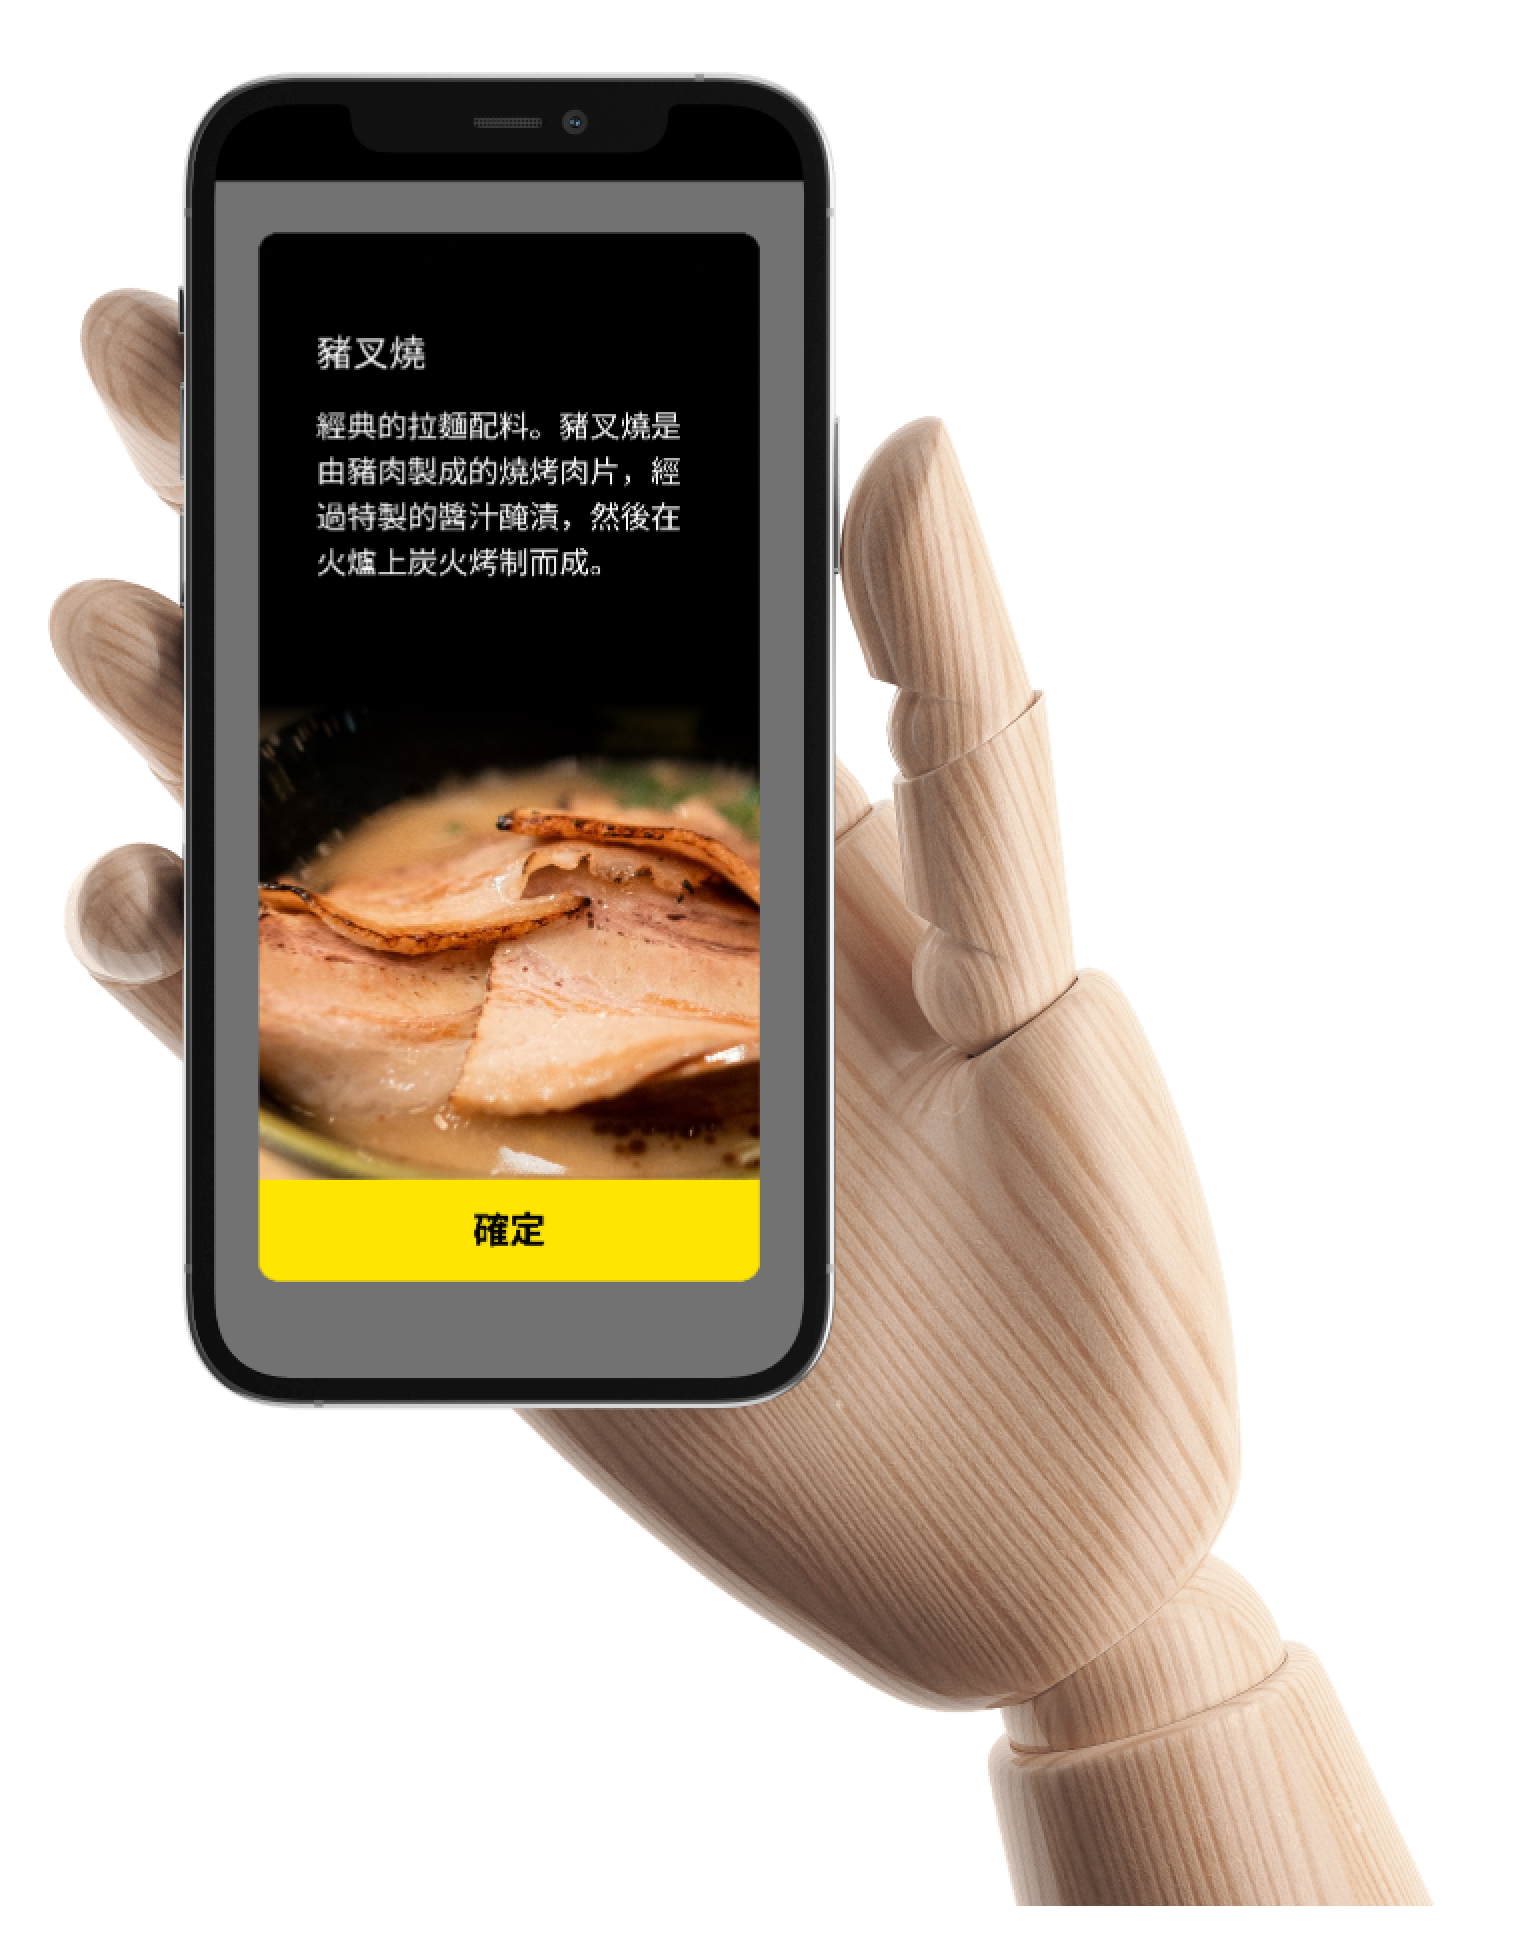 豬叉燒
經典的拉麵配料。豬叉燒是
由豬肉製成的燒烤肉片，經
過特製的醬汁醃漬，然後在
火爐上炭火烤制而成。
確定